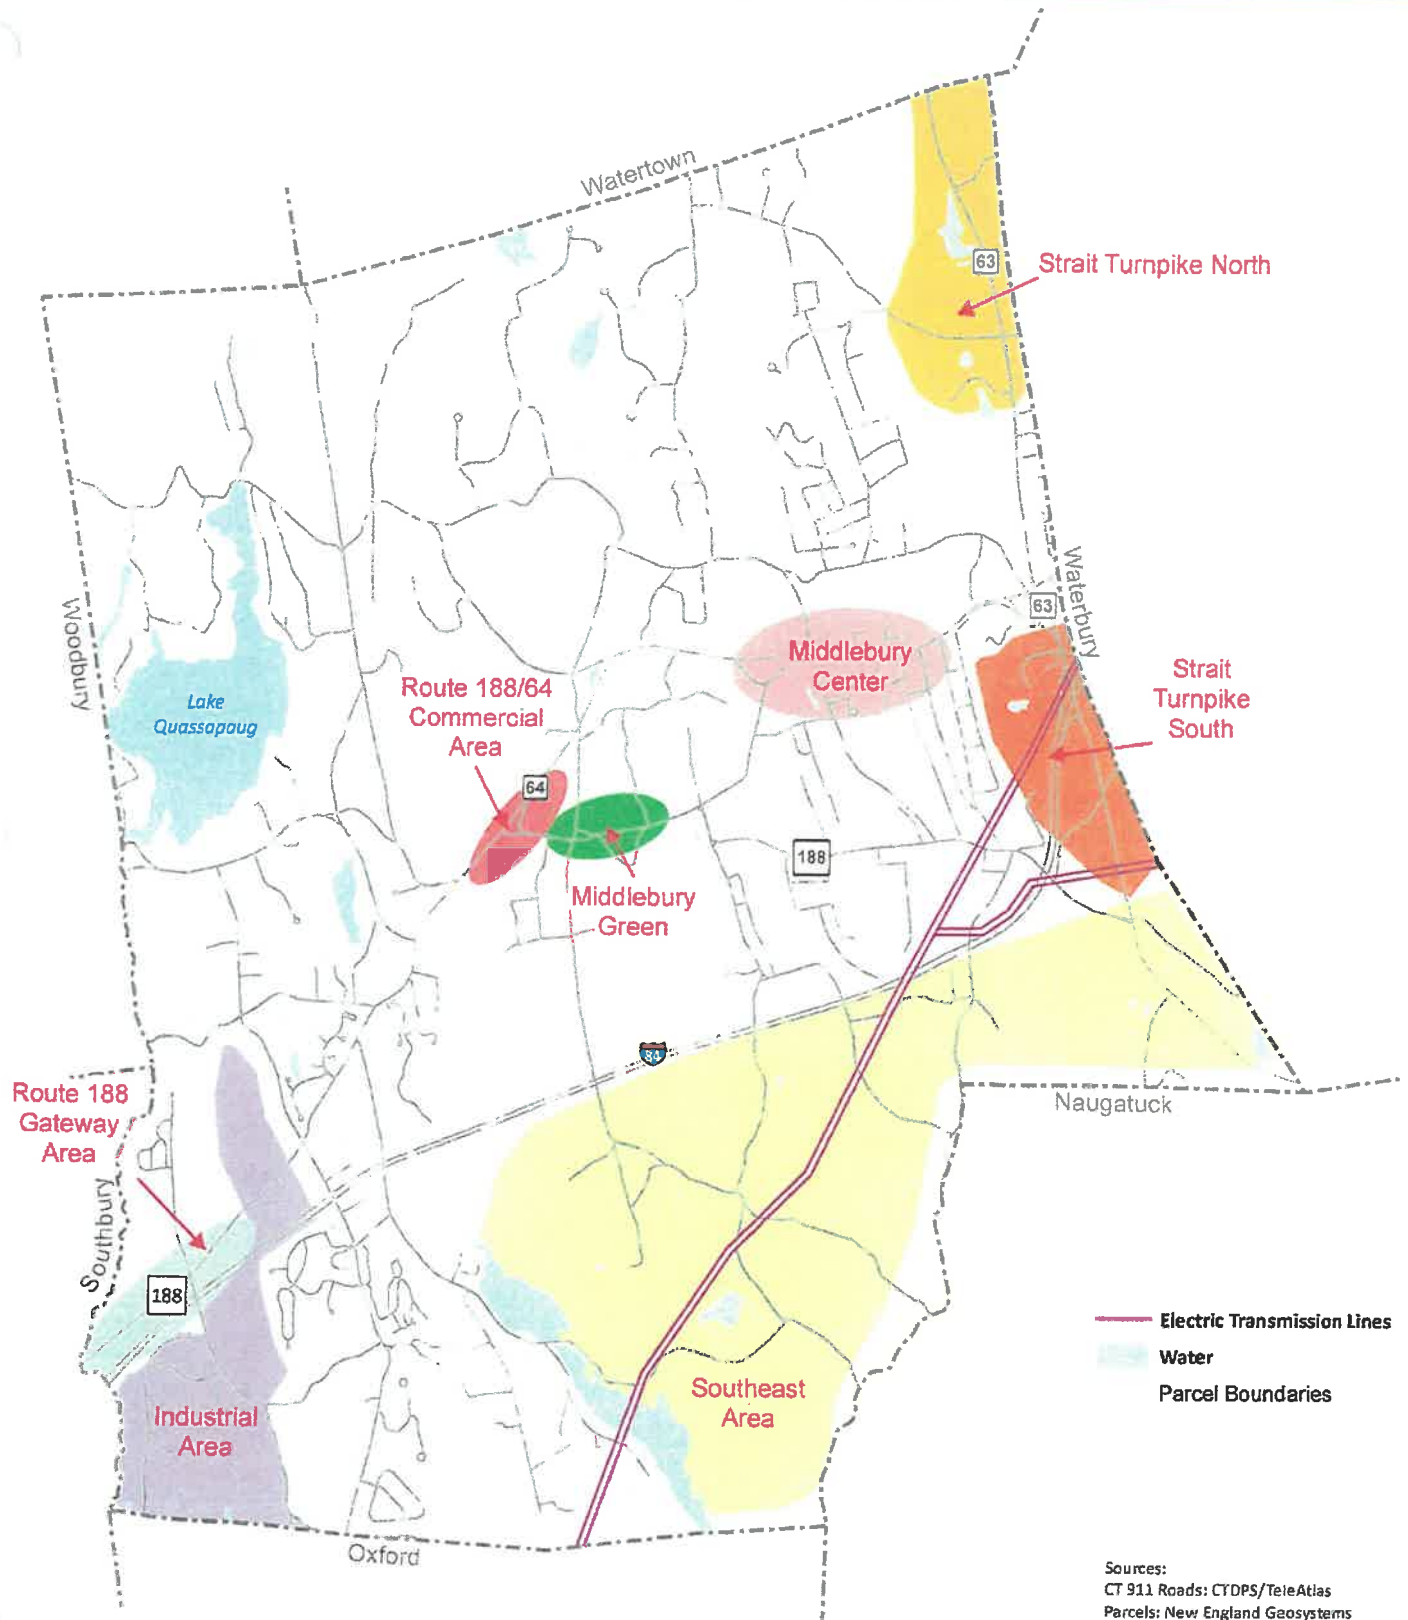 Watertown
63
Strait Turnpike North
Waterbury
63
Woodbury
Middlebury
Center
Strait
Turnpike
South
Lake
Quassapaug
Route 188/64
Commercial
Area
64
188
Middlebury
Green
84
Route 188
Gateway
Area
Naugatuck
Southbury
188
Electric Transmission Lines
Water
Parcel Boundaries
Southeast
Area
Industrial
Area
Oxford
Sources:
CT 911 Roads: CTDPS/TeleAtlas
Parcels: New England Geosystems